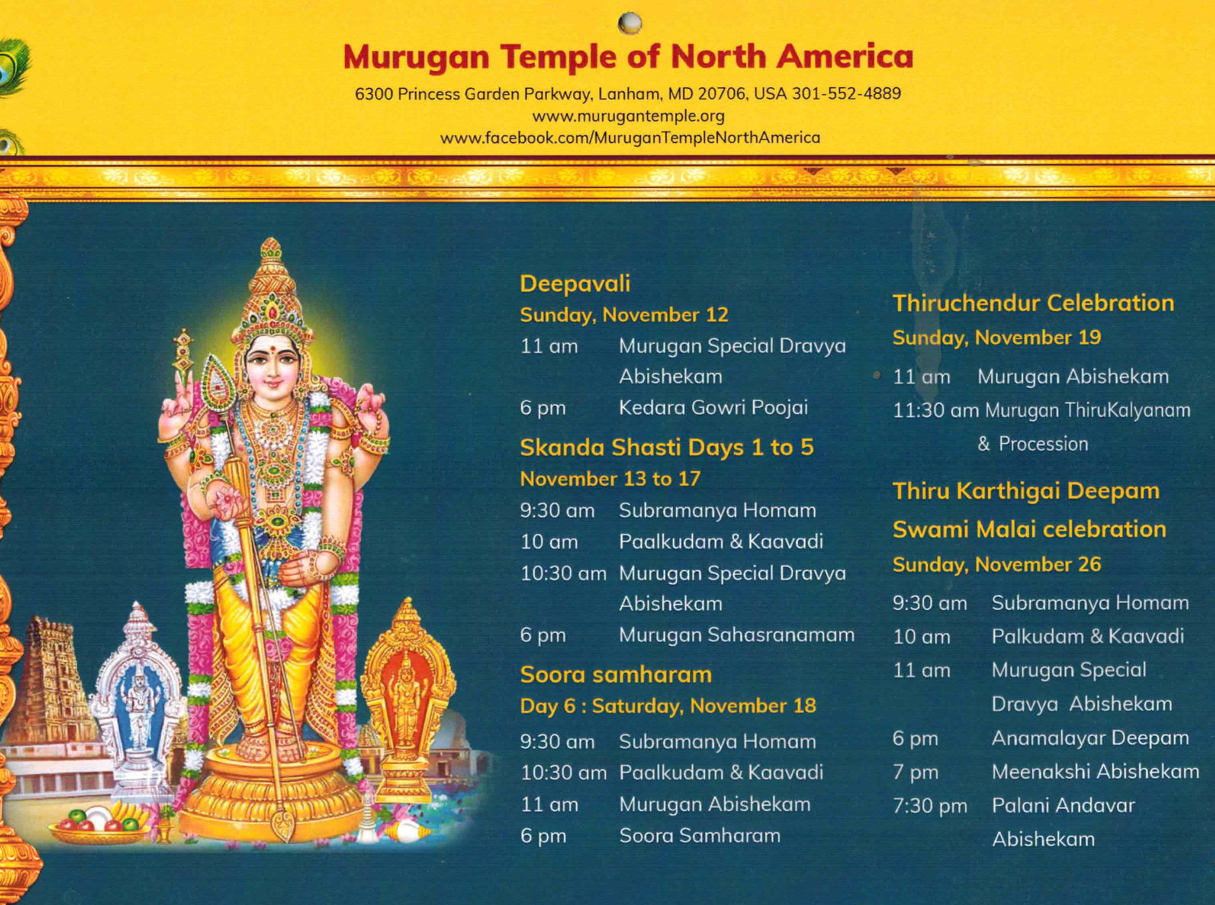 Murugan Temple of North America
6300 Princess Garden Parkway, Lanham, MD 20706, USA 301-552-4889
www.murugantemple.org
www.facebook.com/MuruganTempleNorthAmerica
Deepavali
Sunday, November 12
11 am Murugan Special Dravya
Abishekam
6 pm Kedara Gowri Poojai
Skanda Shasti Days 1 to 5
November 13 to 17
9:30 am Subramanya Homam
10 am Paalkudam & Kaavadi
10:30 am Murugan Special Dravya
Abishekam
6 pm Murugan Sahasranamam
Soora samharam
Day 6 : Saturday, November 18
9:30 am Subramanya Homam
10:30 am Paalkudam & Kaavadi
11 am Murugan Abishekam
6 pm Soora Samharam
Thiruchendur Celebration
Sunday, November 19
11 am Murugan Abishekam
11:30 am Murugan ThiruKalyanam
& Procession
Thiru Karthigai Deepam
Swami Malai celebration
Sunday, November 26
9:30 am Subramanya Homam
10 am Palkudam & Kaavadi
11 am Murugan Special
Dravya Abishekam
6 pm Anamalayar Deepam
7 pm Meenakshi Abishekam
7:30 pm Palani Andavar
Abishekam